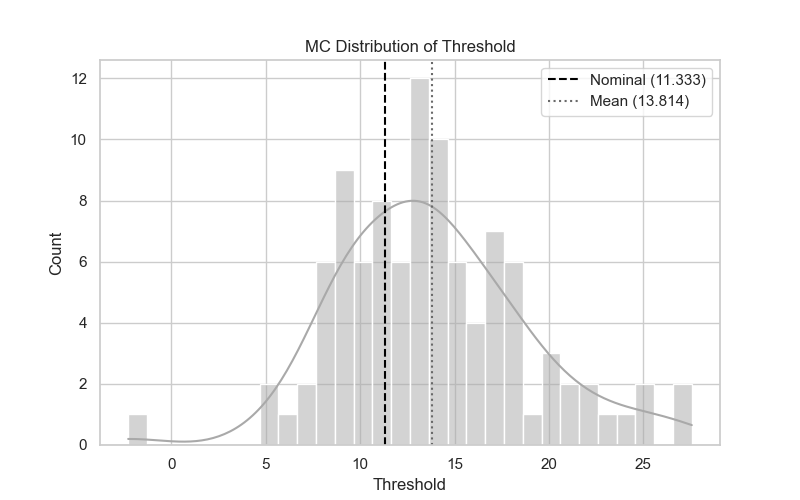 MC Distribution of Threshold
Nominal (11.333)
Mean (13.814)
12
10
8
6
4
2
0
Count
0
5
10
15
20
25
Threshold